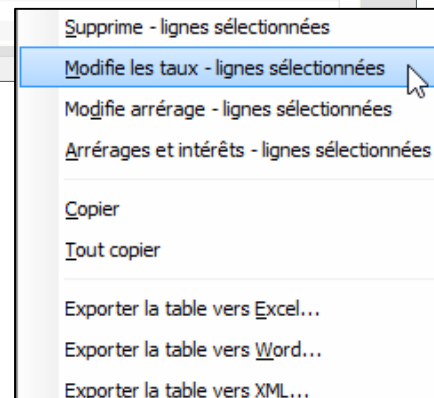 Supprime - lignes sélectionnées
Modifie les taux - lignes sélectionnées
Modifie arrérage - lignes sélectionnées
Arrérages et intérêts - lignes sélectionnées
Copier
Tout copier
Exporter la table vers Excel...
Exporter la table vers Word...
Exporter la table vers XML...